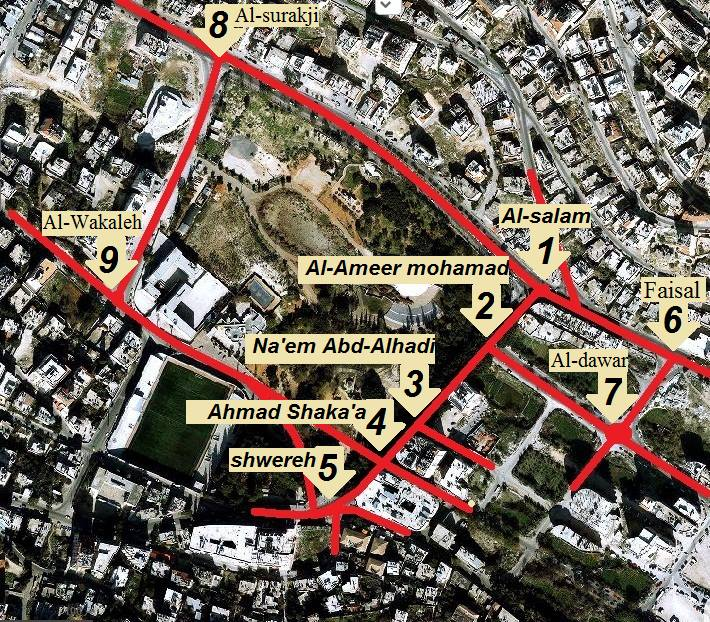 8 Al-surakji
Al-salam
1
Al-Wakaleh
9
Al-Ameer mohamad
2
Faisal
6
Na'em Abd-Alhadi
3
Al-dawar
7
Ahmad Shaka'a
4
shwereh 5